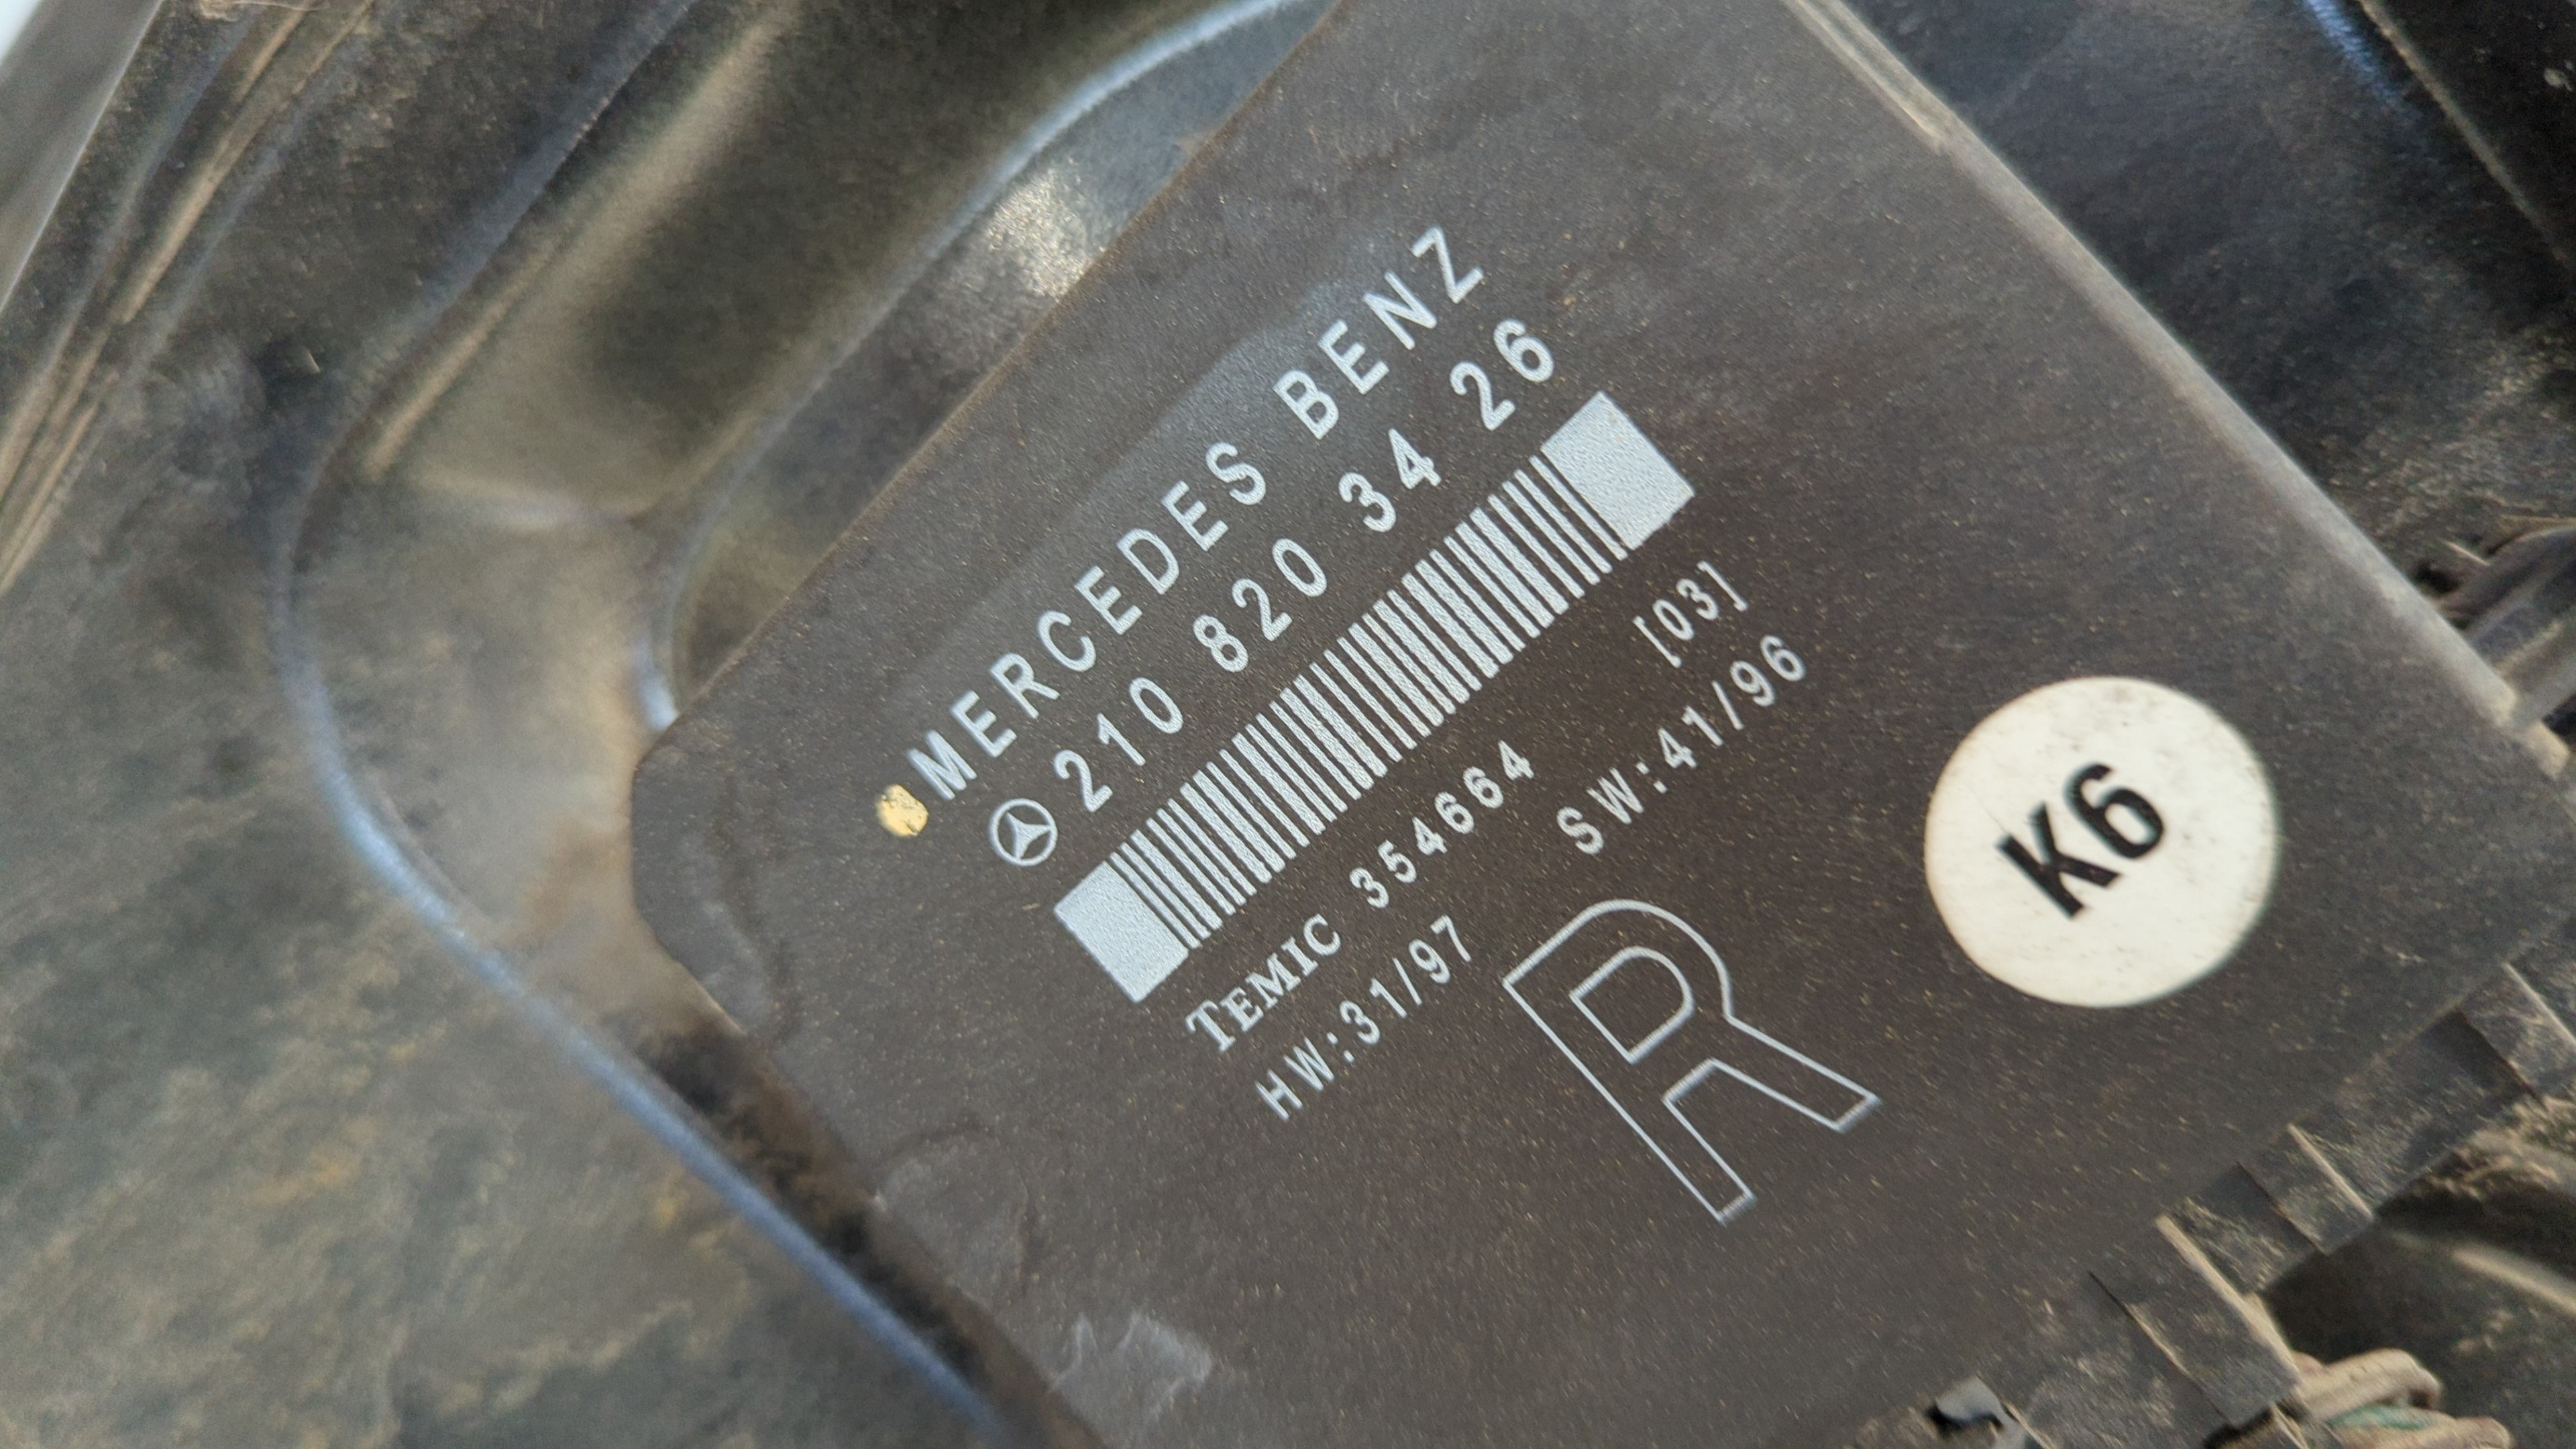 MERCEDES BENZ
210 820 34 26
TEMIC 354664 [03]
HW:31/97 SW:41/96
R
K6